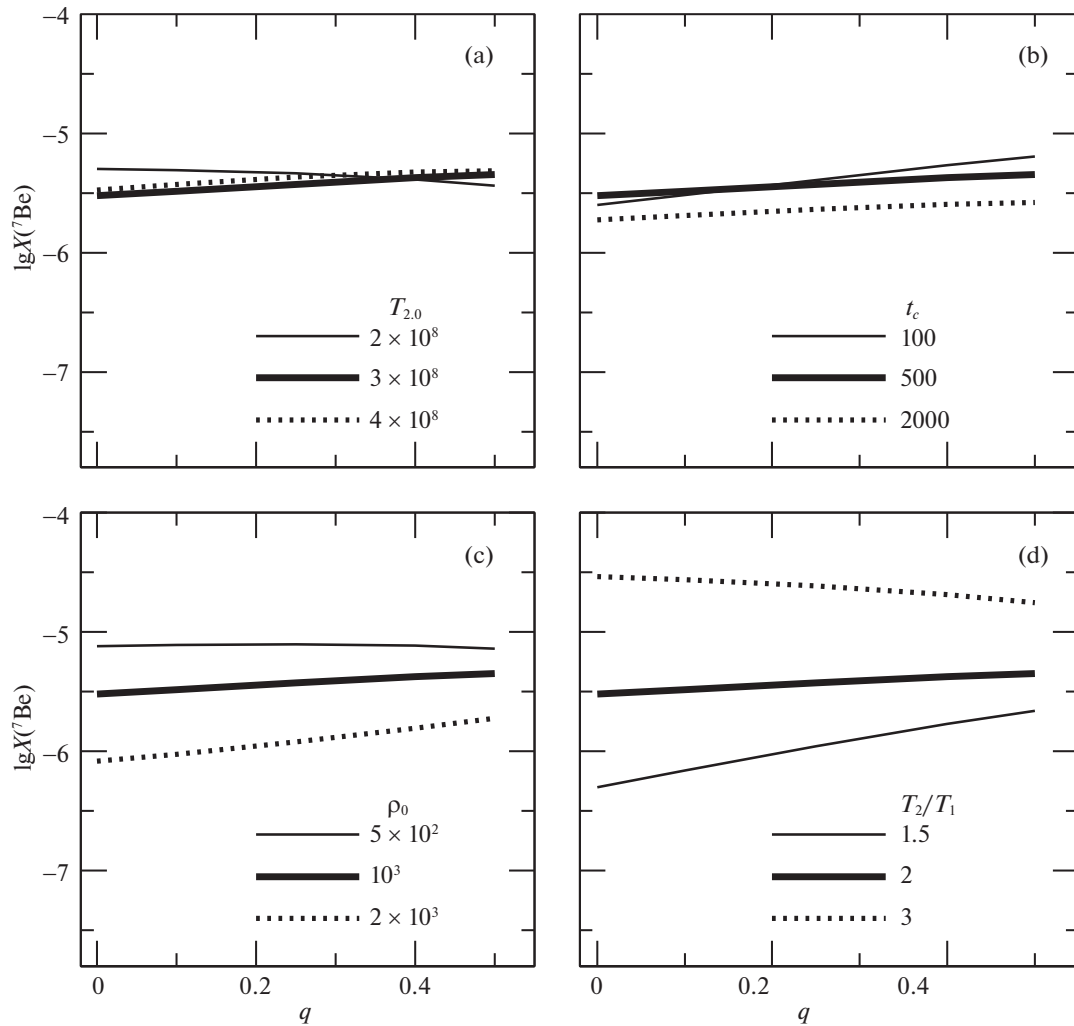 −4
(a)
−5
lgX(⁷Be)
−6
T₂.₀
2 × 10⁸
−7
3 × 10⁸
4 × 10⁸
(b)
t_c
100
500
2000
−4
(c)
−5
lgX(⁷Be)
−6
ρ₀
5 × 10²
−7
10³
2 × 10³
0
0.2
0.4
q
(d)
T₂/T₁
1.5
2
3
0
0.2
0.4
q